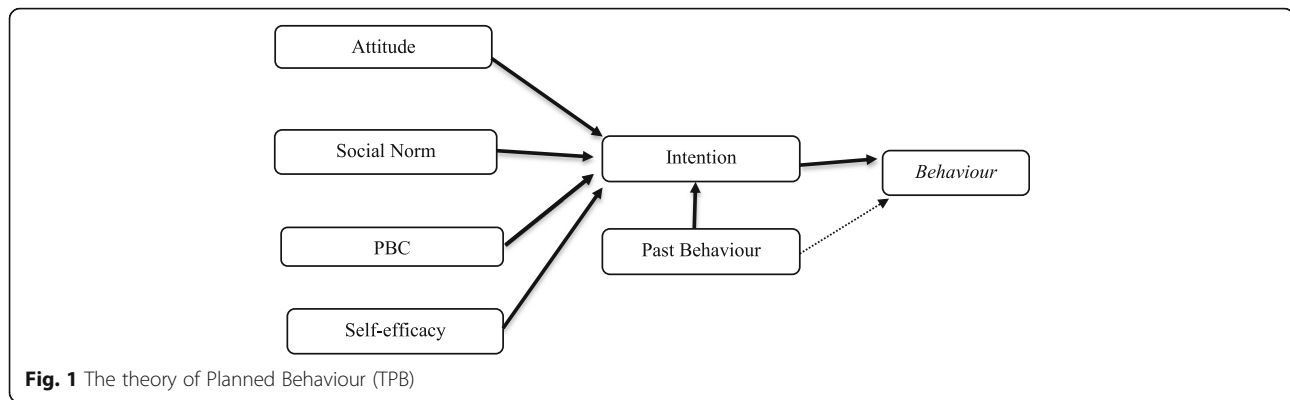 Attitude
Social Norm
Intention
Behaviour
PBC
Past Behaviour
Self-efficacy
Fig. 1 The theory of Planned Behaviour (TPB)